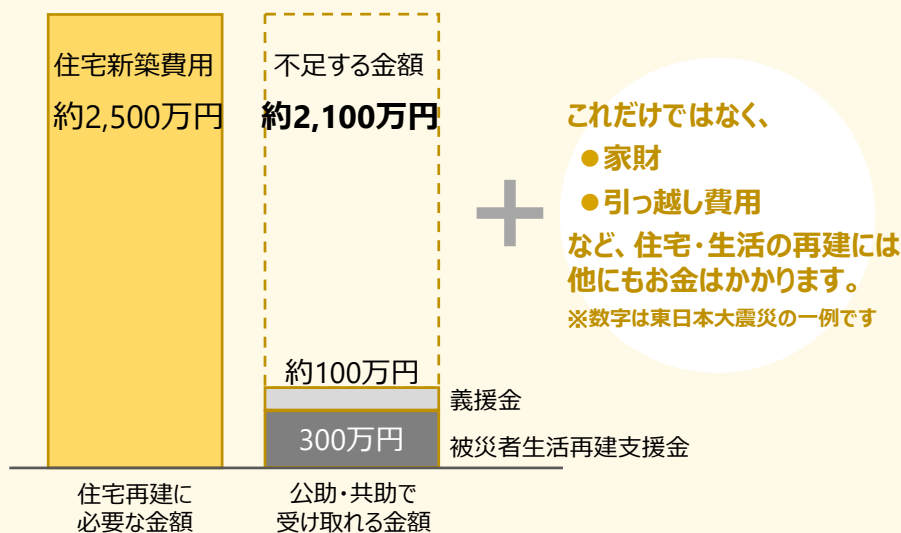 住宅新築費用
約2,500万円
不足する金額
約2,100万円
約100万円
300万円
義援金
被災者生活再建支援金
住宅再建に
必要な金額
公助・共助で
受け取れる金額
+
これだけではなく、
●家財
●引っ越し費用
など、住宅・生活の再建には
他にもお金はかかります。
※数字は東日本大震災の一例です